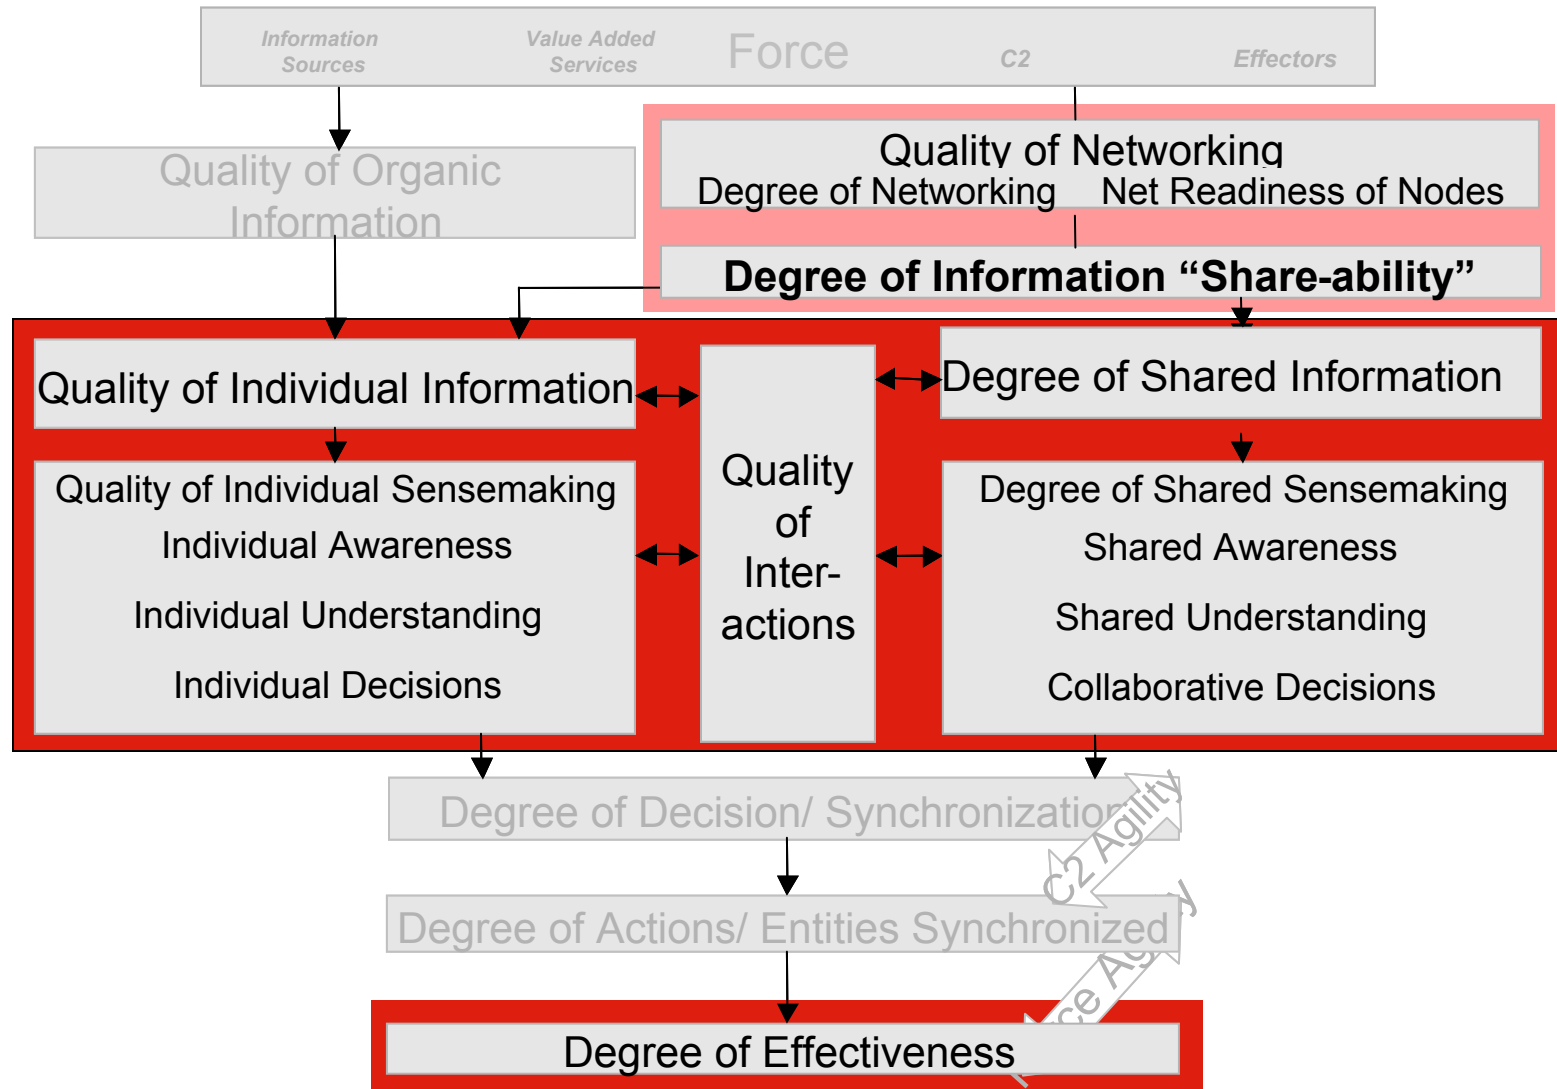 Information
Sources
Value Added
Services
Force
C2
Effectors
Quality of Organic
Information
Quality of Networking
Degree of Networking Net Readiness of Nodes
Degree of Information “Share-ability”
Quality of Individual Information
Degree of Shared Information
Quality
of
Inter-
actions
Quality of Individual Sensemaking
Individual Awareness
Individual Understanding
Individual Decisions
Degree of Shared Sensemaking
Shared Awareness
Shared Understanding
Collaborative Decisions
Degree of Decision/ Synchronization
C2 Agility
Degree of Actions/ Entities Synchronized
Degree of Effectiveness